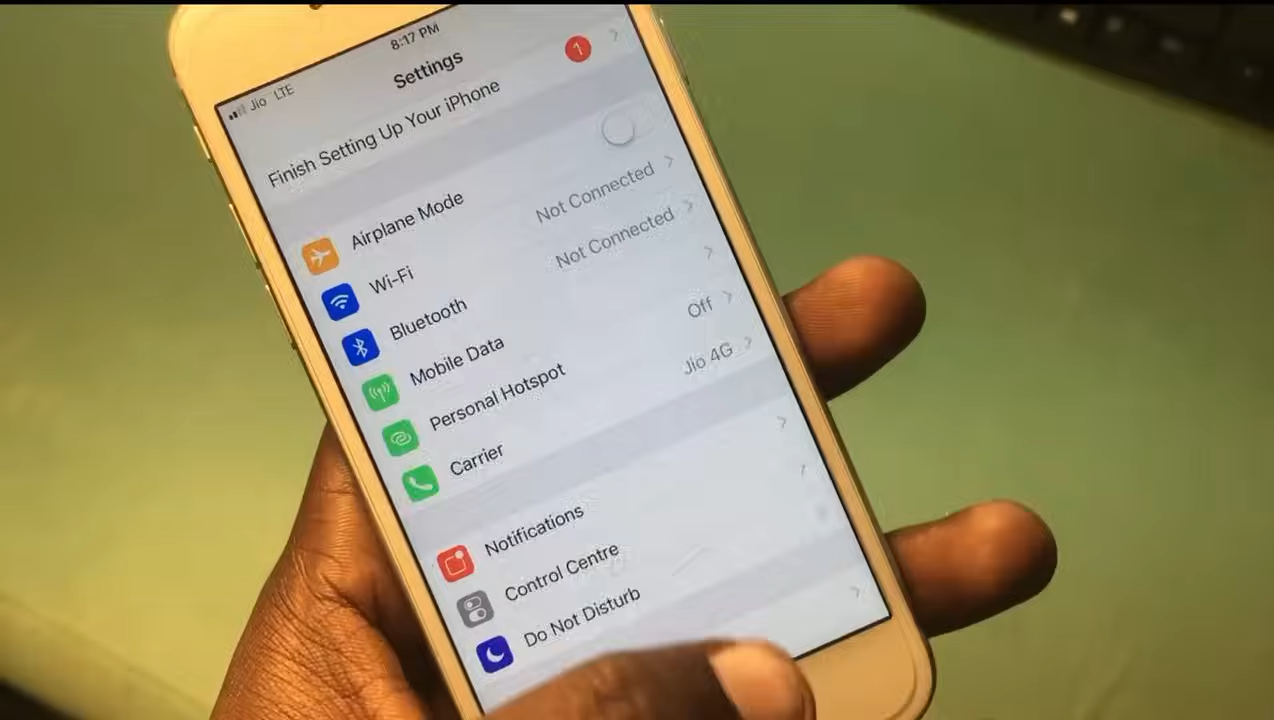 8:17 PM
Jio LTE
Settings
Finish Setting Up Your iPhone 1
Airplane Mode
Wi-Fi Not Connected
Bluetooth Not Connected
Mobile Data
Personal Hotspot Off
Carrier Jio 4G
Notifications
Control Centre
Do Not Disturb